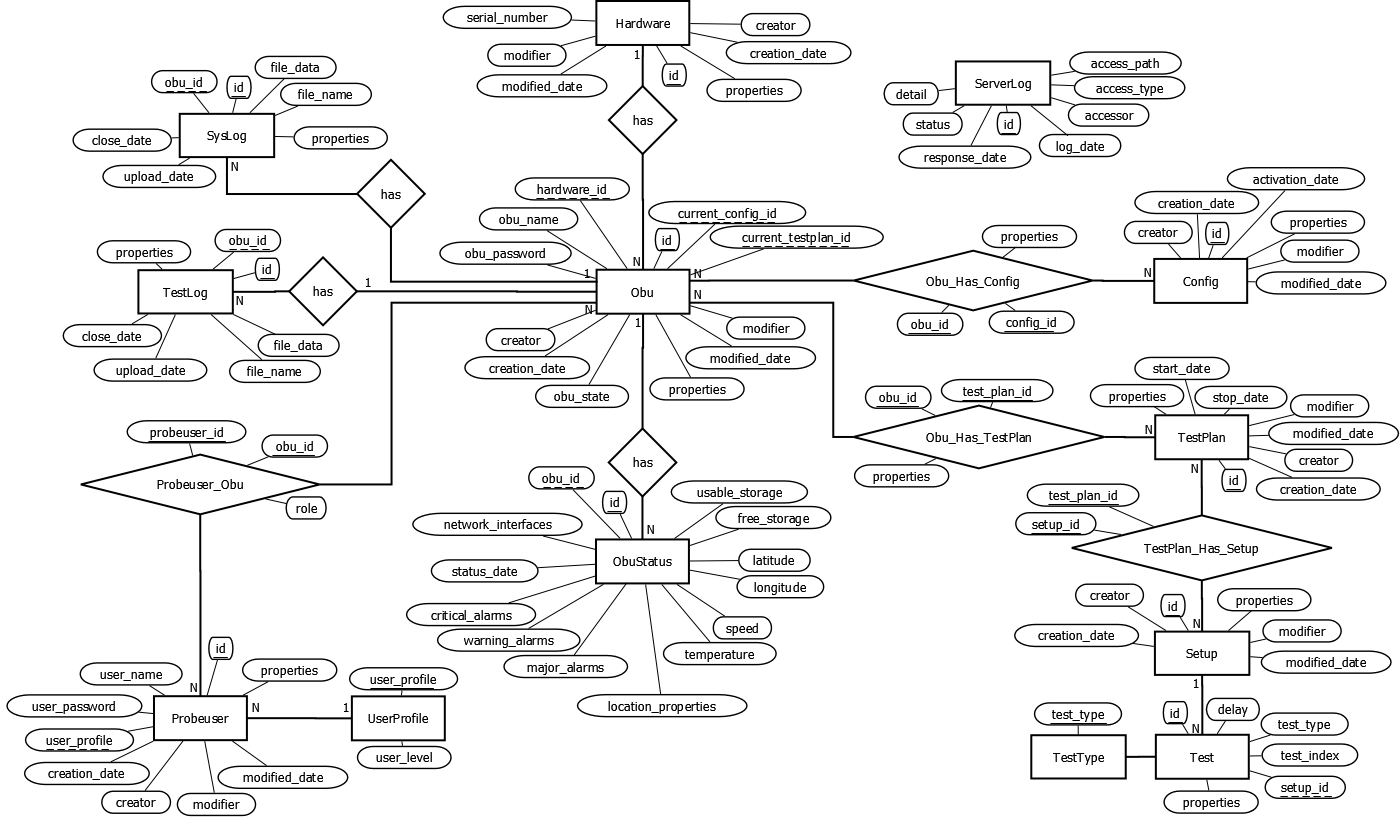 serial_number
Hardware
creator
modifier
creation_date
modified_date
1
id
properties
has
obu_id
id
file_data
file_name
SysLog
close_date
properties
upload_date
N
has
access_path
access_type
accessor
ServerLog
detail
status
id
response_date
log_date
hardware_id
obu_name
current_config_id
id
current_testplan_id
obu_password
N
1
N
Obu
1
N
N
1
creator
creation_date
obu_state
properties
modified_date
modifier
properties
obu_id
id
TestLog
N
has
close_date
upload_date
file_name
file_data
properties
Obu_Has_Config
obu_id
config_id
N
activation_date
creation_date
id
creator
properties
modifier
modified_date
Config
obu_id
test_plan_id
Obu_Has_TestPlan
properties
N
start_date
properties
stop_date
modifier
modified_date
creator
creation_date
TestPlan
id
N
probeuser_id
obu_id
Probeuser_Obu
role
has
N
obu_id
id
usable_storage
free_storage
network_interfaces
status_date
ObuStatus
latitude
longitude
critical_alarms
warning_alarms
major_alarms
speed
temperature
location_properties
test_plan_id
setup_id
TestPlan_Has_Setup
creator
id
properties
N
creation_date
modifier
modified_date
Setup
1
id
user_name
properties
user_password
N
Probeuser
N
1
user_profile
UserProfile
user_level
user_profile
creation_date
creator
modifier
modified_date
test_type
TestType
id
delay
N
Test
test_type
test_index
setup_id
properties